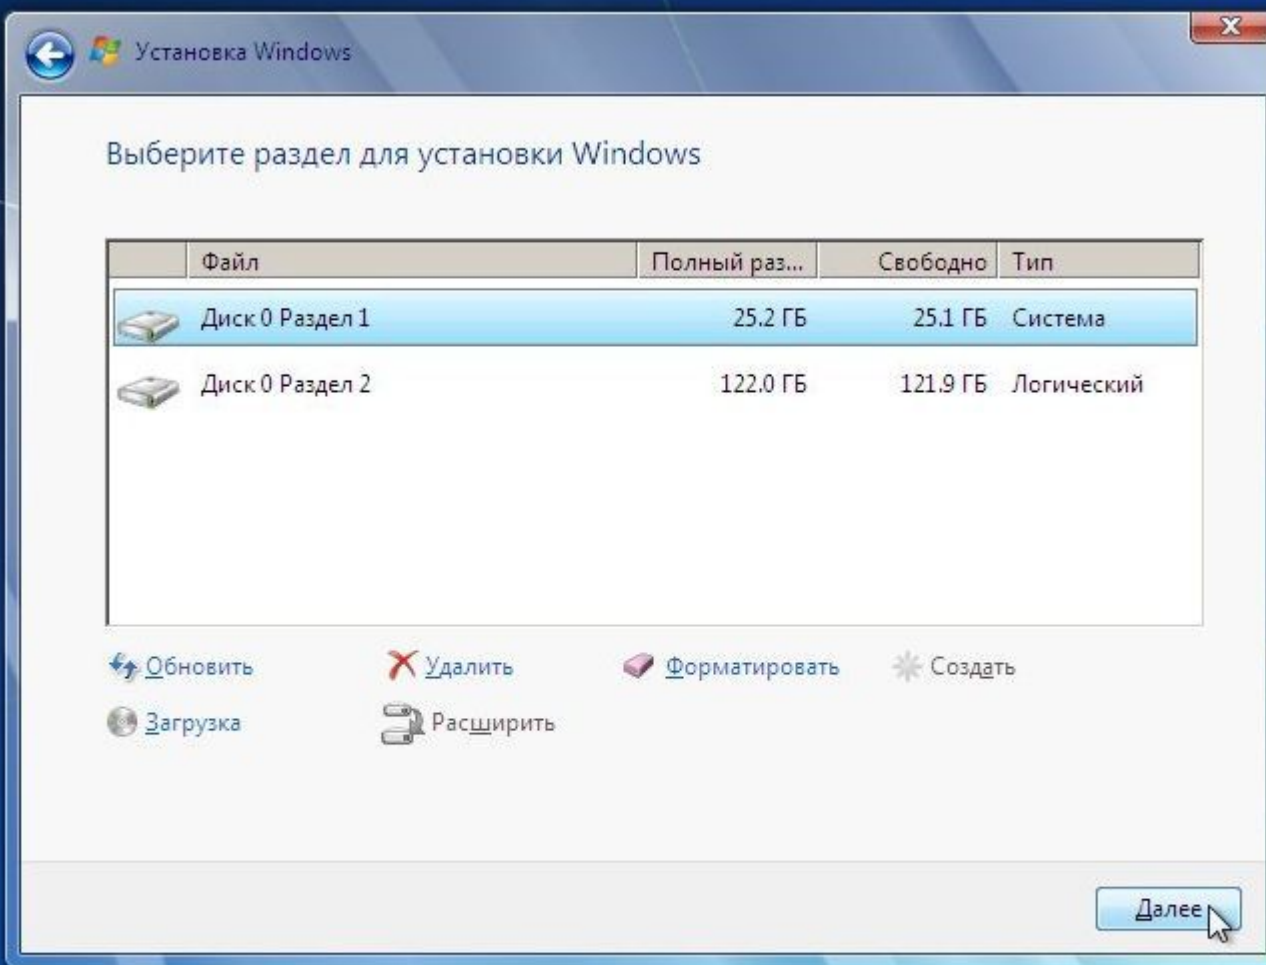 Установка Windows
Выберите раздел для установки Windows
Файл Полный раз... Свободно Тип
Диск 0 Раздел 1 25.2 ГБ 25.1 ГБ Система
Диск 0 Раздел 2 122.0 ГБ 121.9 ГБ Логический
Обновить Удалить Форматировать Создать
Загрузка Расширить
Далее